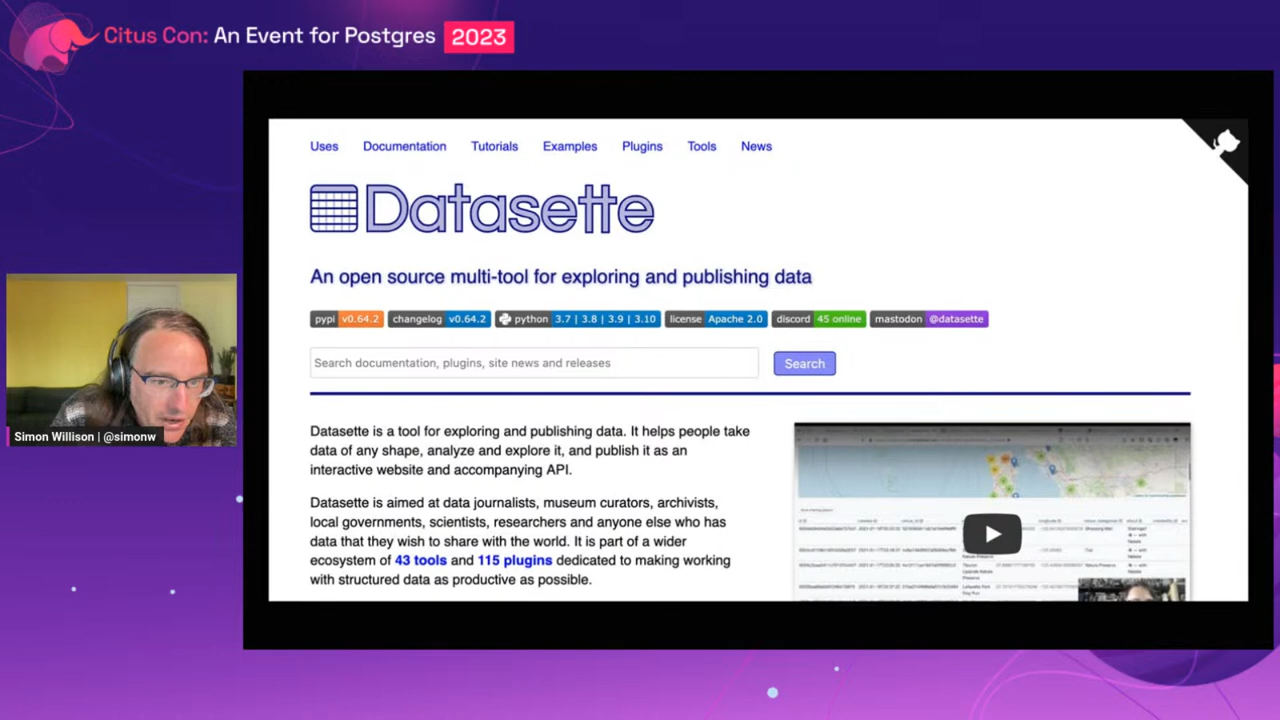 Citus Con: An Event for Postgres 2023
Uses Documentation Tutorials Examples Plugins Tools News
Datasette
An open source multi-tool for exploring and publishing data
pypi v0.64.2 changelog v0.64.2 python 3.7 | 3.8 | 3.9 | 3.10 license Apache 2.0 discord 45 online mastodon @datasette
Search documentation, plugins, site news and releases Search
Datasette is a tool for exploring and publishing data. It helps people take
data of any shape, analyze and explore it, and publish it as an
interactive website and accompanying API.
Datasette is aimed at data journalists, museum curators, archivists,
local governments, scientists, researchers and anyone else who has
data that they wish to share with the world. It is part of a wider
ecosystem of 43 tools and 115 plugins dedicated to making working
with structured data as productive as possible.
Simon Willison | @simonw